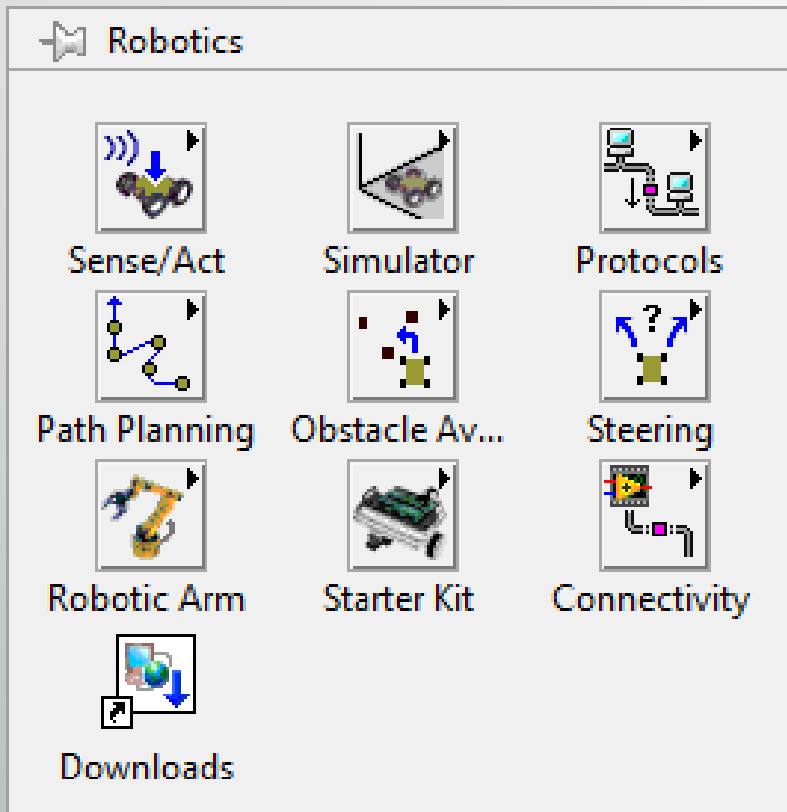 Robotics
Sense/Act
Simulator
Protocols
Path Planning
Obstacle Av...
?
Steering
Robotic Arm
Starter Kit
Connectivity
Downloads